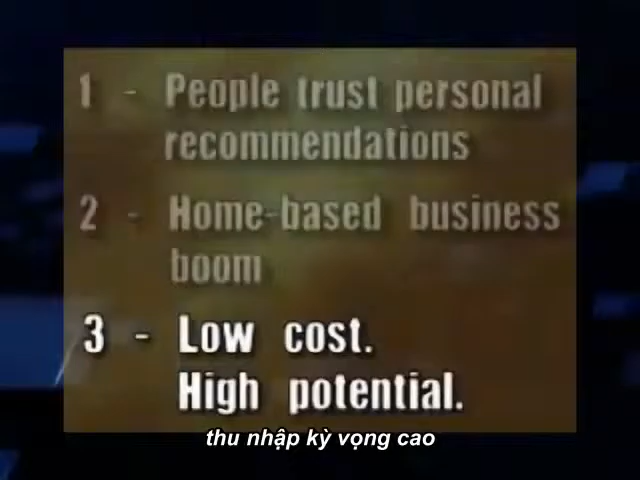 1 - People trust personal
recommendations
2 - Home-based business
boom
3 - Low cost.
High potential.
thu nhập kỳ vọng cao